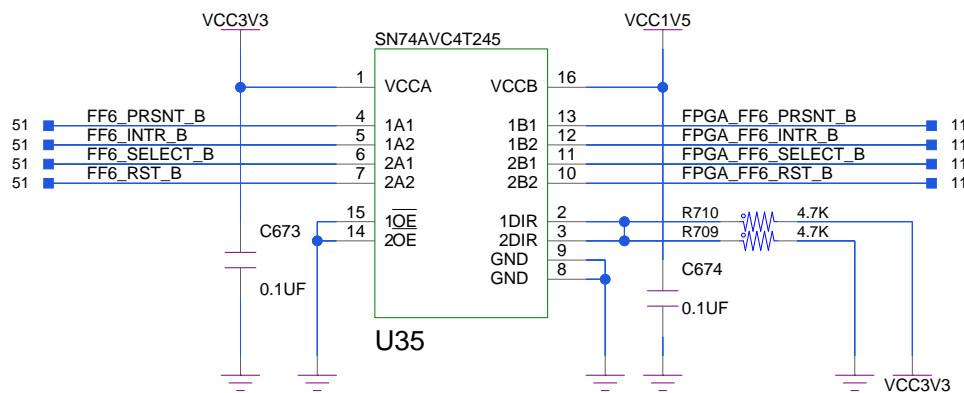 VCC3V3
VCC1V5
SN74AVC4T245
1 VCCA VCCB 16
51 FF6_PRSNT_B 4 1A1 1B1 13 FPGA_FF6_PRSNT_B 11
51 FF6_INTR_B 5 1A2 1B2 12 FPGA_FF6_INTR_B 11
51 FF6_SELECT_B 6 2A1 2B1 11 FPGA_FF6_SELECT_B 11
51 FF6_RST_B 7 2A2 2B2 10 FPGA_FF6_RST_B 11
15 1OE 1DIR 2 R710 4.7K
14 2OE 2DIR 3 R709 4.7K
GND 9
GND 8
C673
0.1UF
C674
0.1UF
U35
VCC3V3